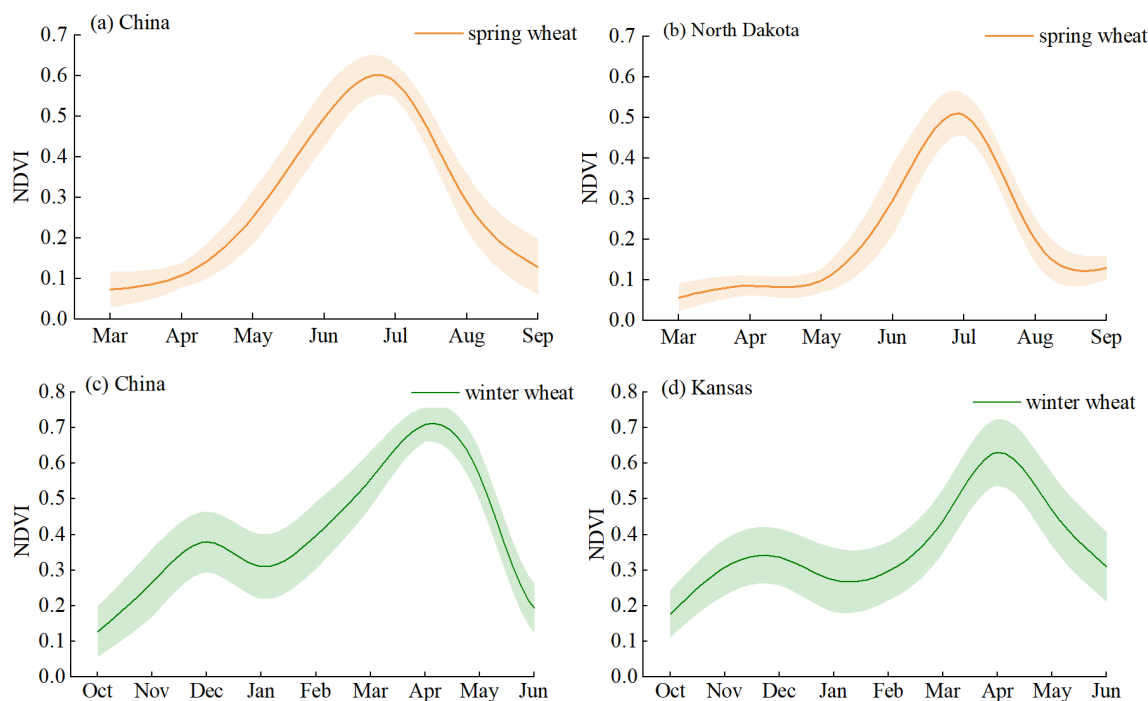 (a) China
spring wheat
NDVI
0.7
0.6
0.5
0.4
0.3
0.2
0.1
0.0
Mar Apr May Jun Jul Aug Sep
(b) North Dakota
spring wheat
NDVI
0.7
0.6
0.5
0.4
0.3
0.2
0.1
0.0
Mar Apr May Jun Jul Aug Sep
(c) China
winter wheat
NDVI
0.8
0.7
0.6
0.5
0.4
0.3
0.2
0.1
0.0
Oct Nov Dec Jan Feb Mar Apr May Jun
(d) Kansas
winter wheat
NDVI
0.8
0.7
0.6
0.5
0.4
0.3
0.2
0.1
0.0
Oct Nov Dec Jan Feb Mar Apr May Jun